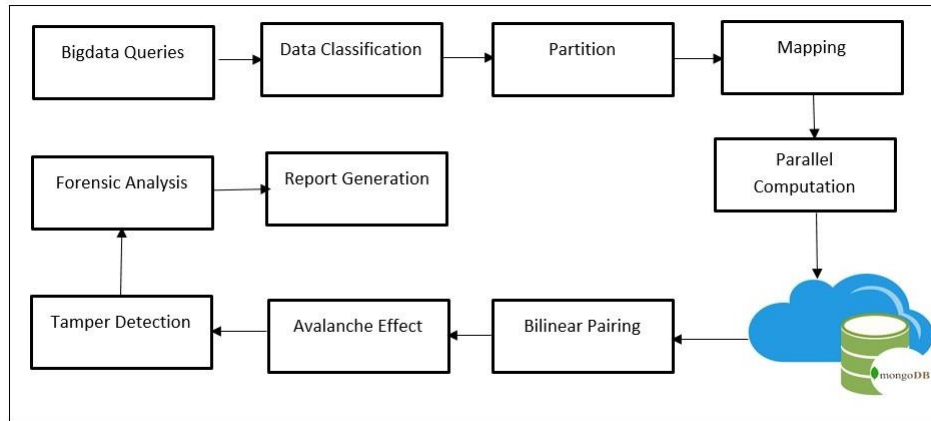 Bigdata Queries
Data Classification
Partition
Mapping
Parallel
Computation
Forensic Analysis
Report Generation
Tamper Detection
Avalanche Effect
Bilinear Pairing
mongoDB